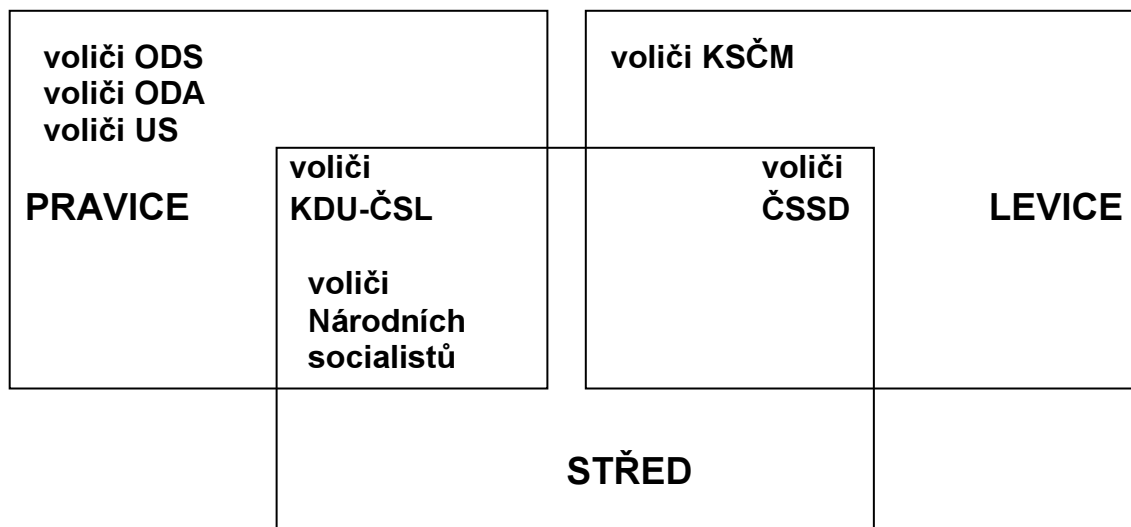 voliči ODS
voliči ODA
voliči US
voliči KSČM
voliči
KDU-ČSL
voliči
ČSSD
PRAVICE
LEVICE
voliči
Národních
socialistů
STŘED